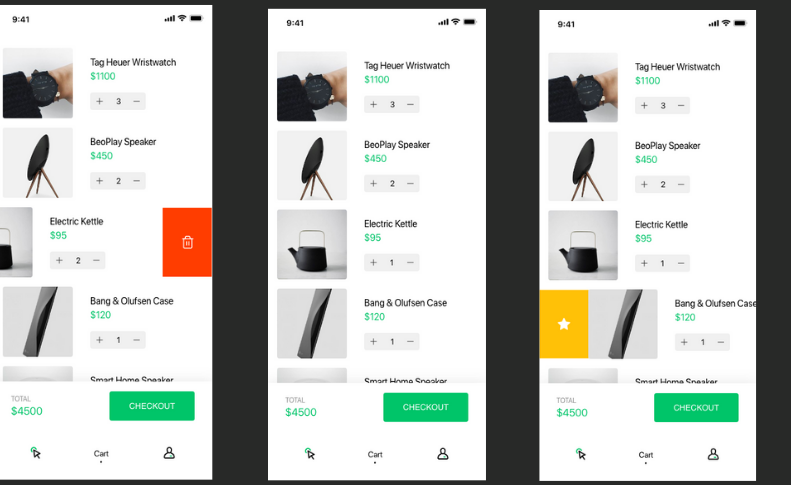 9:41
Tag Heuer Wristwatch
$1100
+ 3 −
BeoPlay Speaker
$450
+ 2 −
Electric Kettle
$95
+ 2 −
Bang & Olufsen Case
$120
+ 1 −
Smart Home Speaker
TOTAL
$4500
CHECKOUT
Cart
9:41
Tag Heuer Wristwatch
$1100
+ 3 −
BeoPlay Speaker
$450
+ 2 −
Electric Kettle
$95
+ 1 −
Bang & Olufsen Case
$120
+ 1 −
Smart Home Speaker
TOTAL
$4500
CHECKOUT
Cart
9:41
Tag Heuer Wristwatch
$1100
+ 3 −
BeoPlay Speaker
$450
+ 2 −
Electric Kettle
$95
+ 1 −
Bang & Olufsen Case
$120
+ 1 −
Smart Home Speaker
TOTAL
$4500
CHECKOUT
Cart